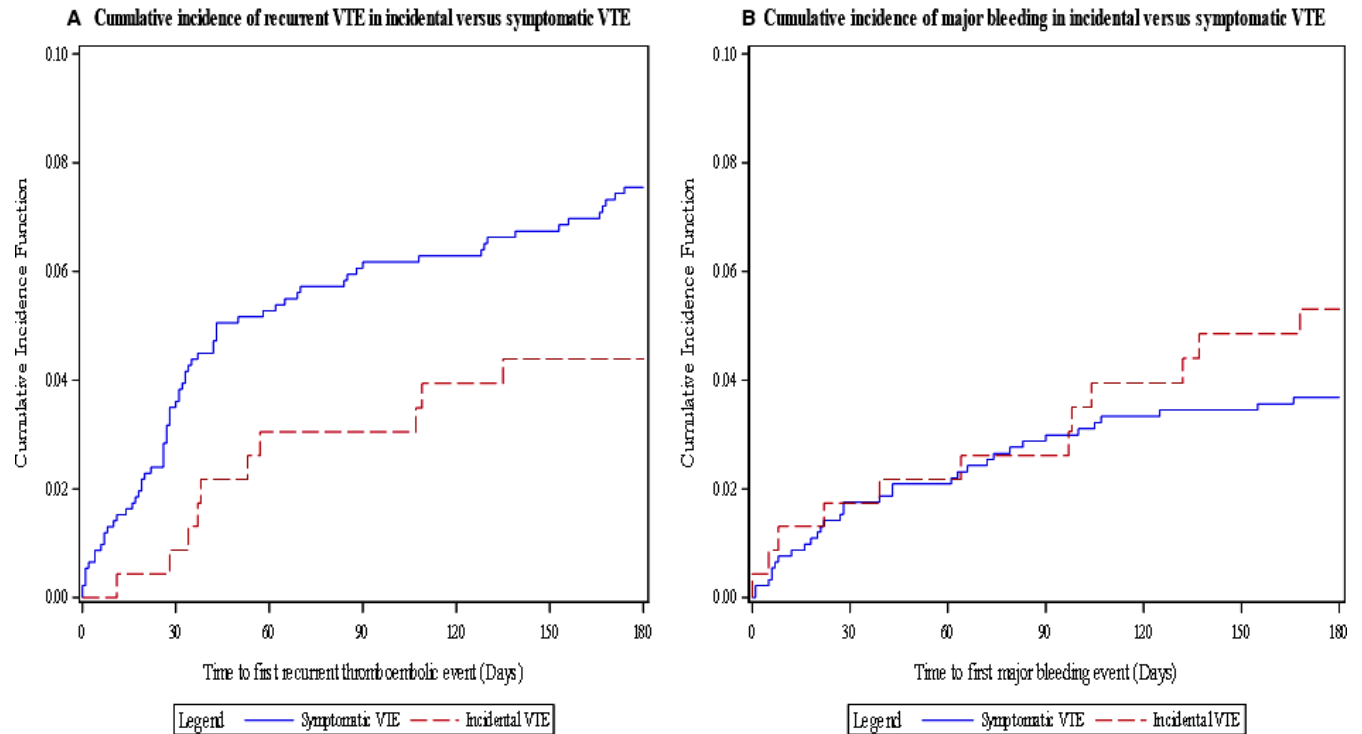 A Cumulative incidence of recurrent VTE in incidental versus symptomatic VTE
0.10
0.08
0.06
0.04
0.02
0.00
Cumulative Incidence Function
0 30 60 90 120 150 180
Time to first recurrent thromboembolic event (Days)
Legend Symptomatic VTE Incidental VTE
B Cumulative incidence of major bleeding in incidental versus symptomatic VTE
0.10
0.08
0.06
0.04
0.02
0.00
Cumulative Incidence Function
0 30 60 90 120 150 180
Time to first major bleeding event (Days)
Legend Symptomatic VTE Incidental VTE